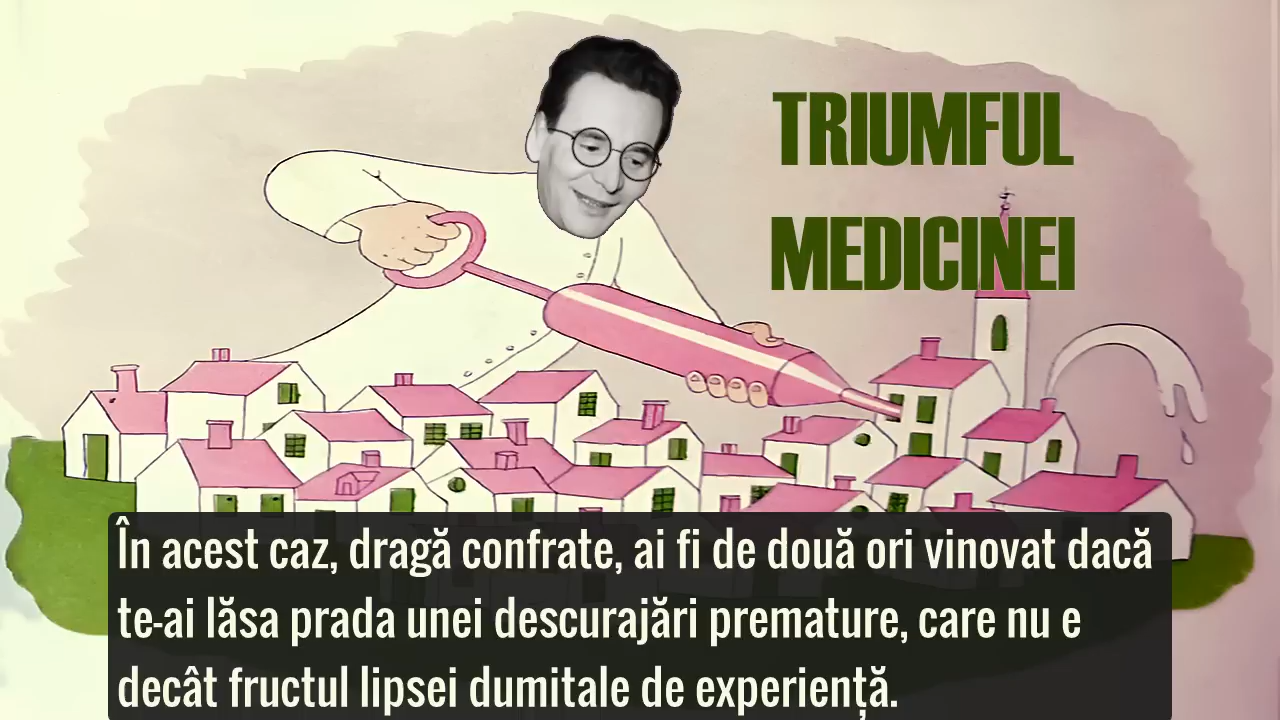 TRIUMFUL
MEDICINEI
În acest caz, dragă confrate, ai fi de două ori vinovat dacă
te-ai lăsa prada unei descurajări premature, care nu e
decât fructul lipsei dumitale de experiență.